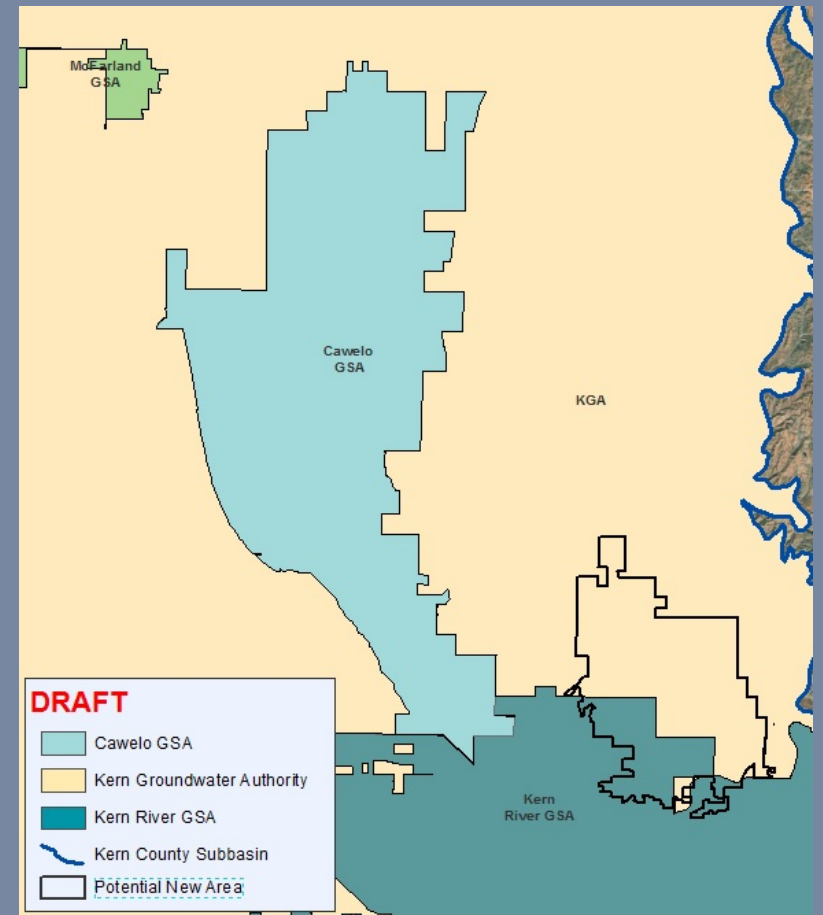 McFarland
GSA
Cawelo
GSA
KGA
Kern
River GSA
DRAFT
Cawelo GSA
Kern Groundwater Authority
Kern River GSA
Kern County Subbasin
Potential New Area